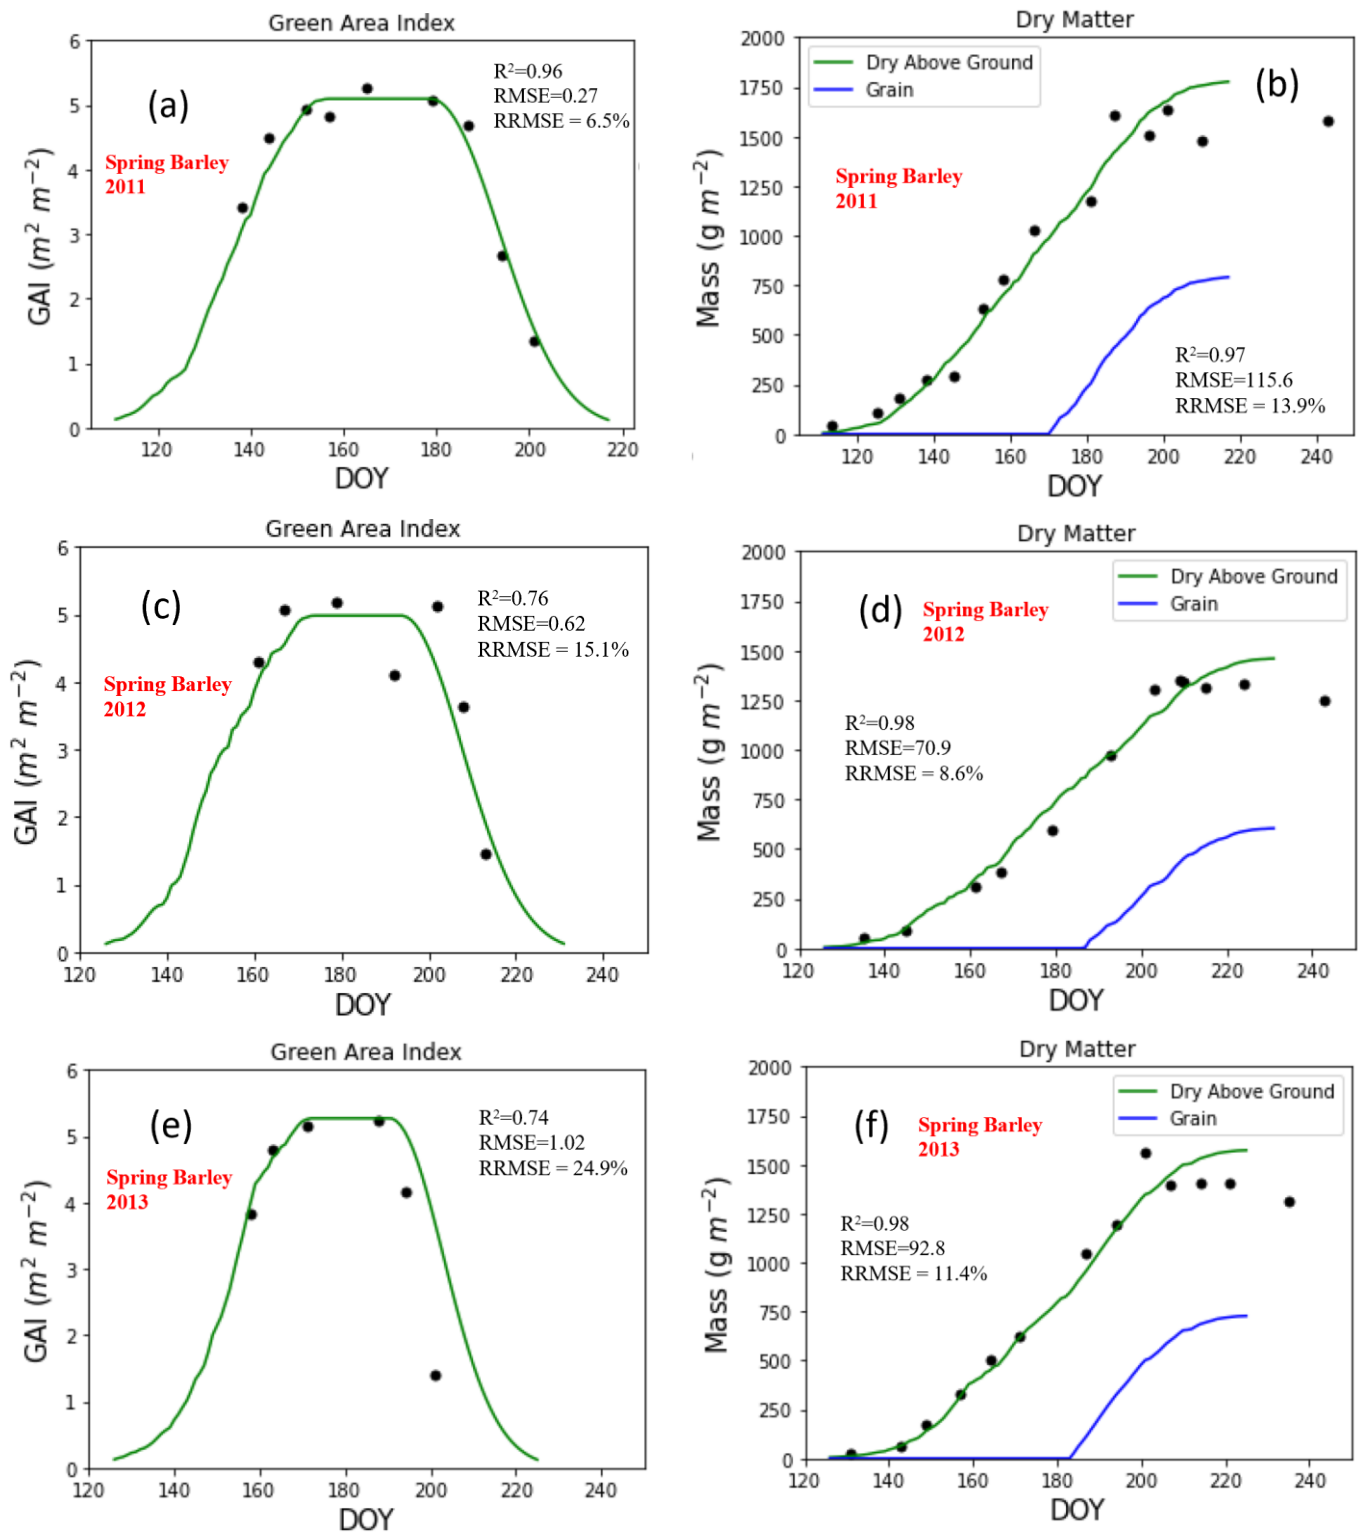 Green Area Index
6
5
4
3
2
1
0
120 140 160 180 200 220
DOY
GAI (m² m⁻²)
(a)
Spring Barley
2011
R²=0.96
RMSE=0.27
RRMSE = 6.5%
Dry Matter
2000
1750
1500
1250
1000
750
500
250
0
120 140 160 180 200 220 240
DOY
Mass (g m⁻²)
Dry Above Ground
Grain
(b)
Spring Barley
2011
R²=0.97
RMSE=115.6
RRMSE = 13.9%
Green Area Index
6
5
4
3
2
1
0
120 140 160 180 200 220 240
DOY
GAI (m² m⁻²)
(c)
Spring Barley
2012
R²=0.76
RMSE=0.62
RRMSE = 15.1%
Dry Matter
2000
1750
1500
1250
1000
750
500
250
0
120 140 160 180 200 220 240
DOY
Mass (g m⁻²)
Dry Above Ground
Grain
(d)
Spring Barley
2012
R²=0.98
RMSE=70.9
RRMSE = 8.6%
Green Area Index
6
5
4
3
2
1
0
120 140 160 180 200 220 240
DOY
GAI (m² m⁻²)
(e)
Spring Barley
2013
R²=0.74
RMSE=1.02
RRMSE = 24.9%
Dry Matter
2000
1750
1500
1250
1000
750
500
250
0
120 140 160 180 200 220 240
DOY
Mass (g m⁻²)
Dry Above Ground
Grain
(f)
Spring Barley
2013
R²=0.98
RMSE=92.8
RRMSE = 11.4%